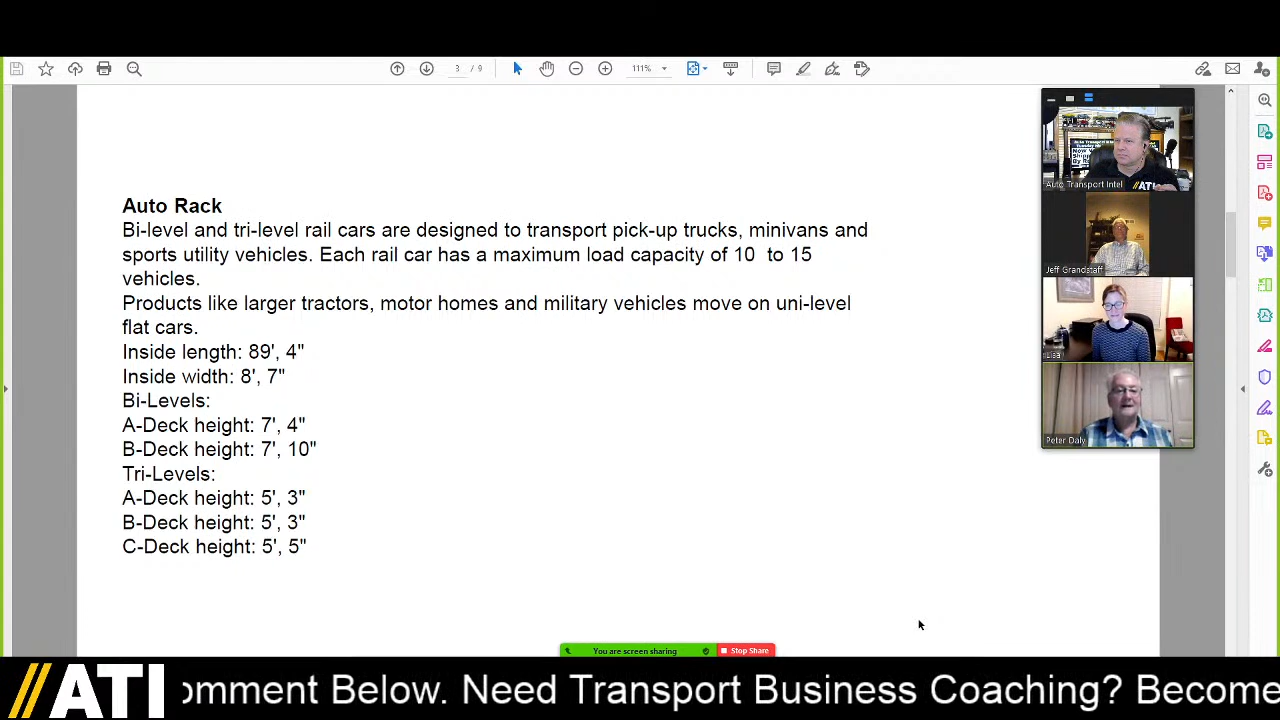 3 / 9
111%
Auto Rack
Bi-level and tri-level rail cars are designed to transport pick-up trucks, minivans and
sports utility vehicles. Each rail car has a maximum load capacity of 10 to 15
vehicles.
Products like larger tractors, motor homes and military vehicles move on uni-level
flat cars.
Inside length: 89', 4"
Inside width: 8', 7"
Bi-Levels:
A-Deck height: 7', 4"
B-Deck height: 7', 10"
Tri-Levels:
A-Deck height: 5', 3"
B-Deck height: 5', 3"
C-Deck height: 5', 5"
Auto Transport Intel
//ATI
Jeff Grandstaff
Lisa
Peter Daly
You are screen sharing
Stop Share
//ATI
omment Below. Need Transport Business Coaching? Become